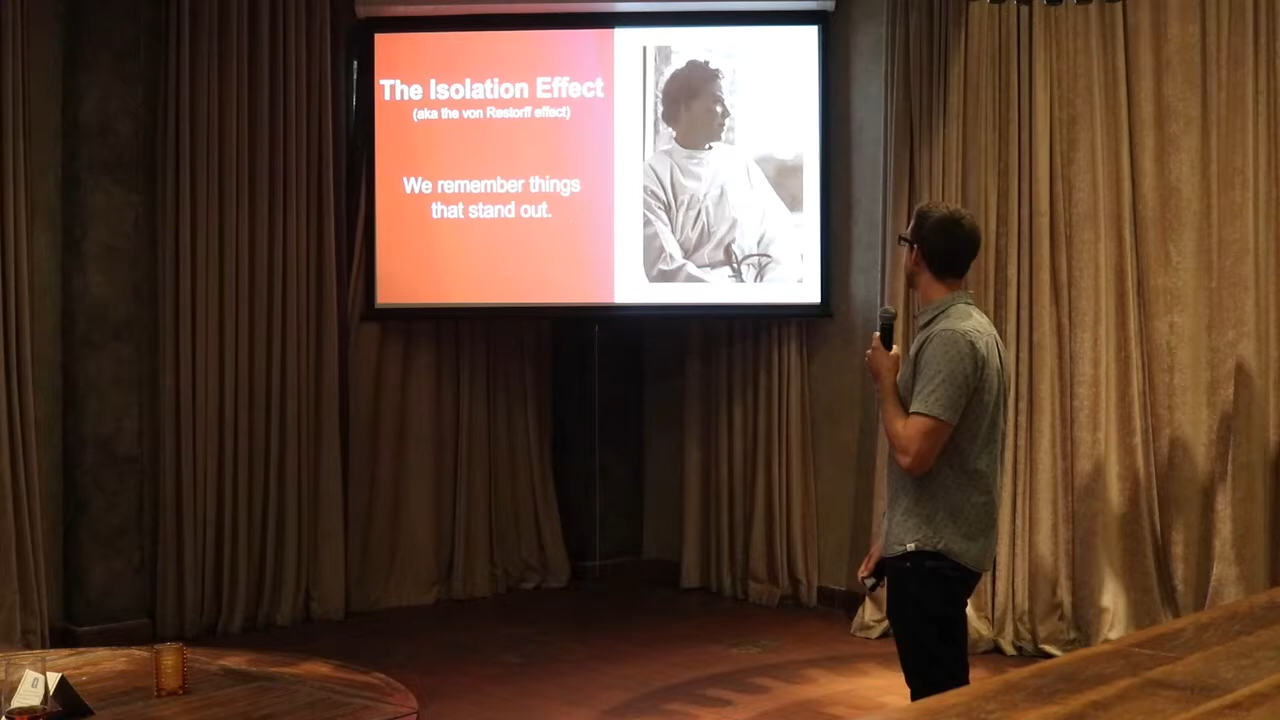 The Isolation Effect
(aka the von Restorff effect)
We remember things
that stand out.